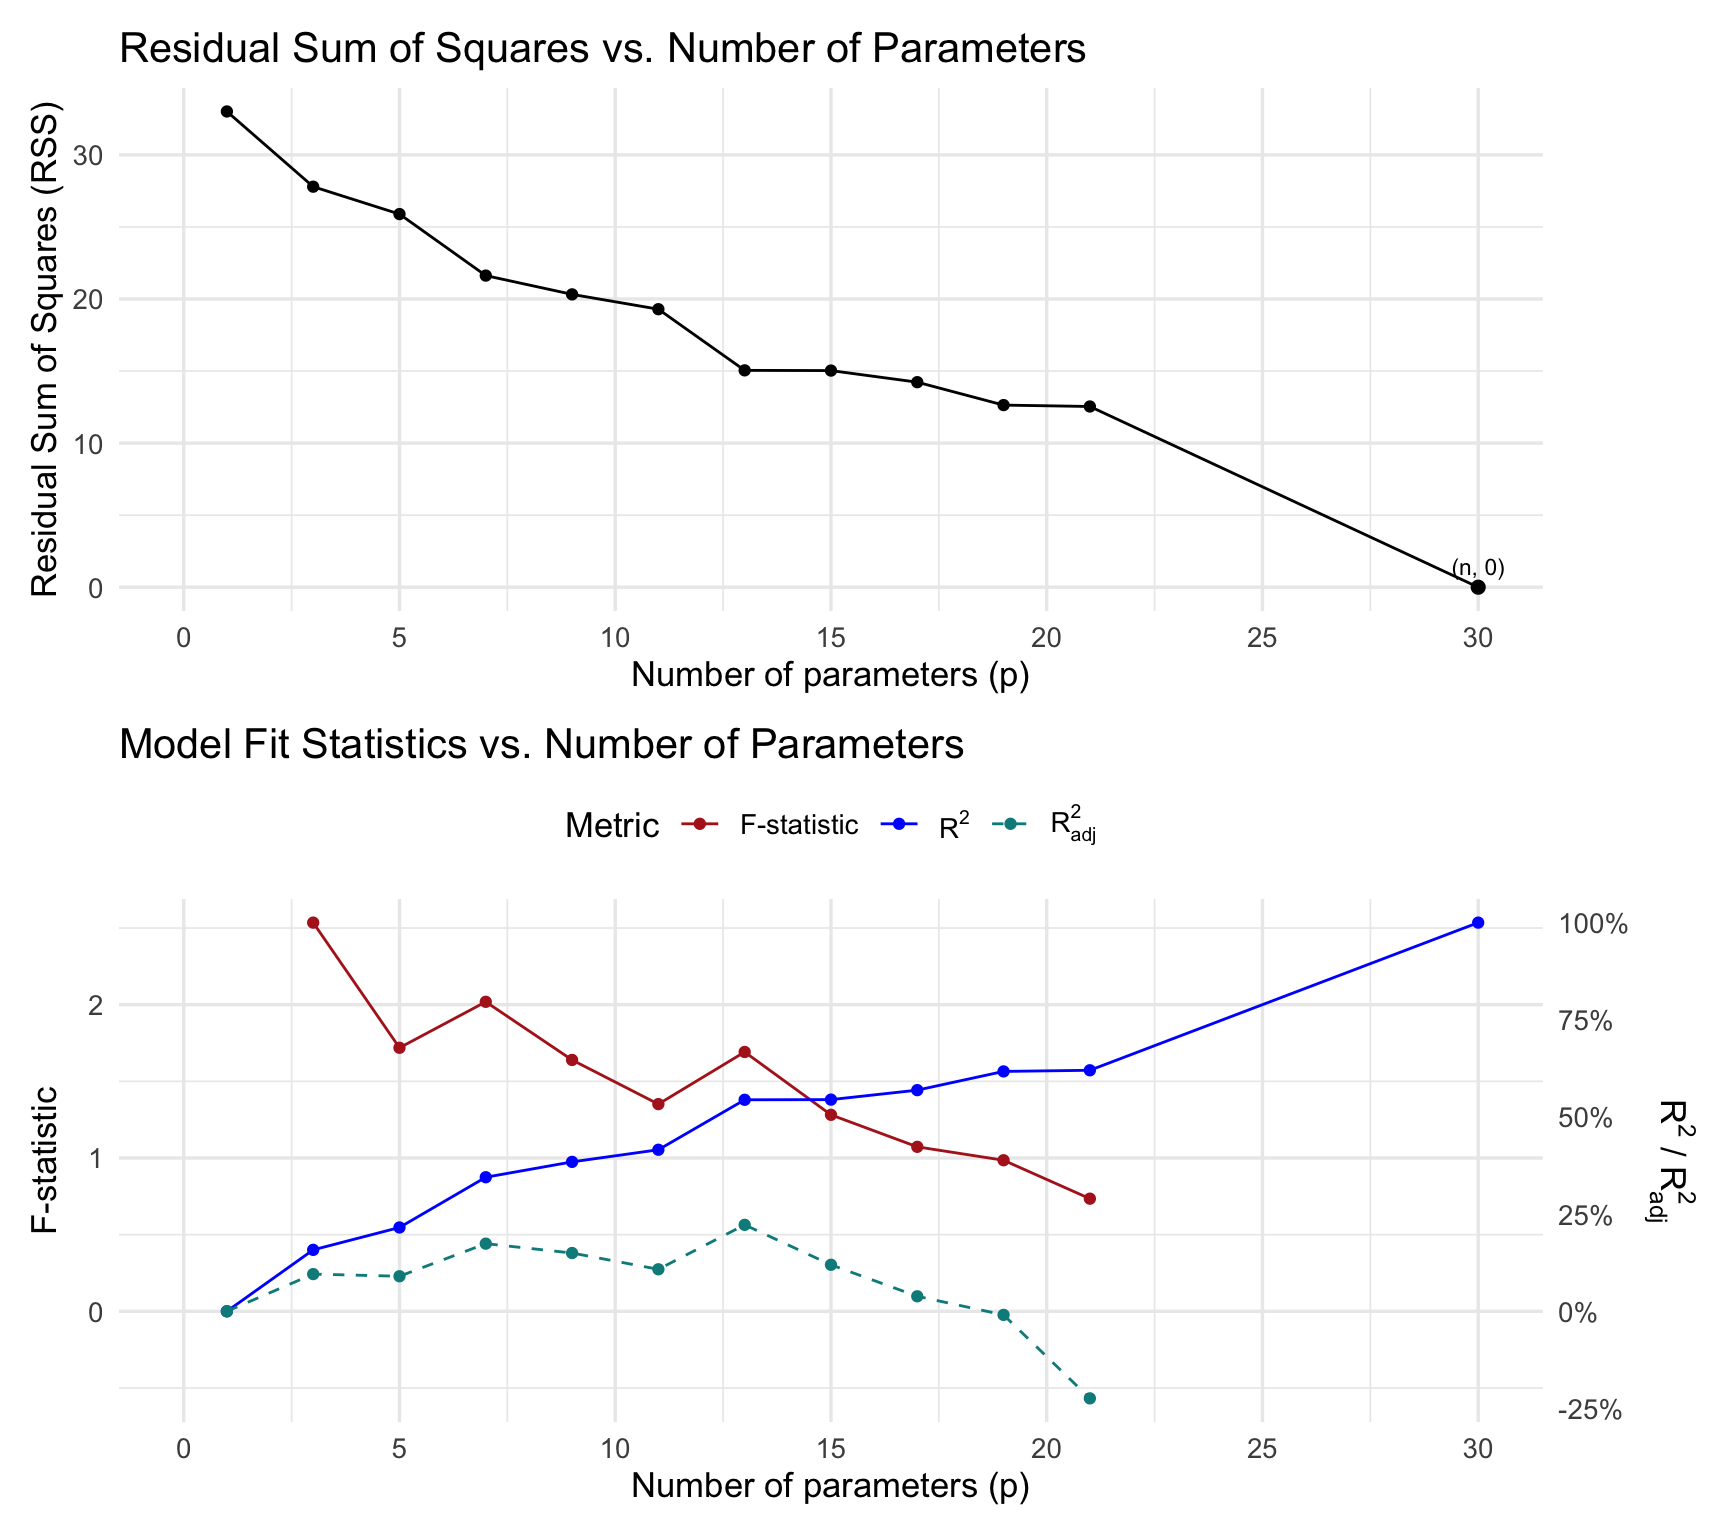 Residual Sum of Squares vs. Number of Parameters
Residual Sum of Squares (RSS)
30
20
10
0
(n, 0)
0 5 10 15 20 25 30
Number of parameters (p)
Model Fit Statistics vs. Number of Parameters
Metric F-statistic R² R²adj
F-statistic
2
1
0
100%
75%
50%
25%
0%
-25%
R² / R²adj
0 5 10 15 20 25 30
Number of parameters (p)